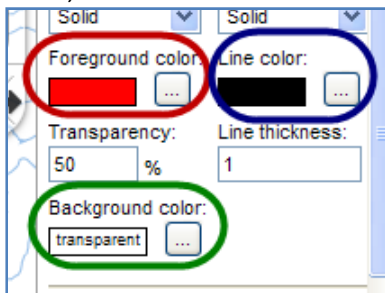 Solid Solid
Foreground color: Line color:
... ...
Transparency: Line thickness:
50 % 1
Background color:
transparent ...